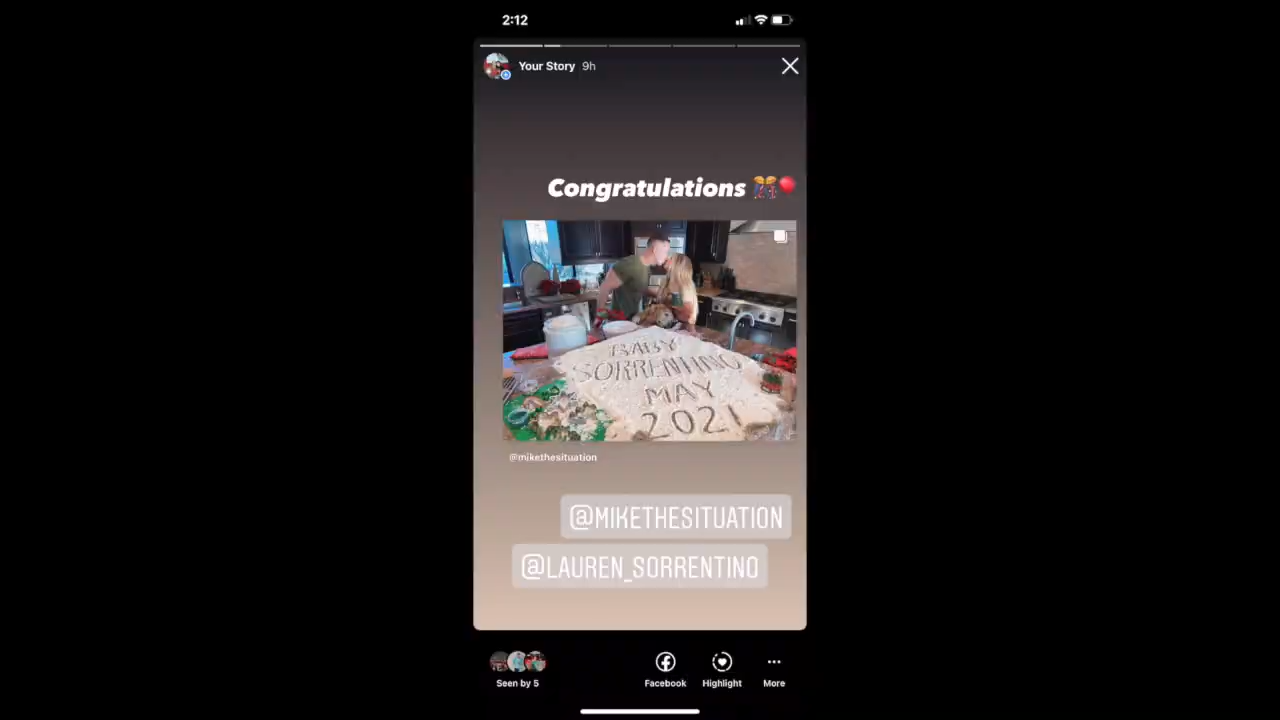 2:12
Your Story 9h
Congratulations
BABY
SORRENTINO
MAY
2021
@mikethesituation
@MIKETHESITUATION
@LAUREN_SORRENTINO
Seen by 5
Facebook
Highlight
More